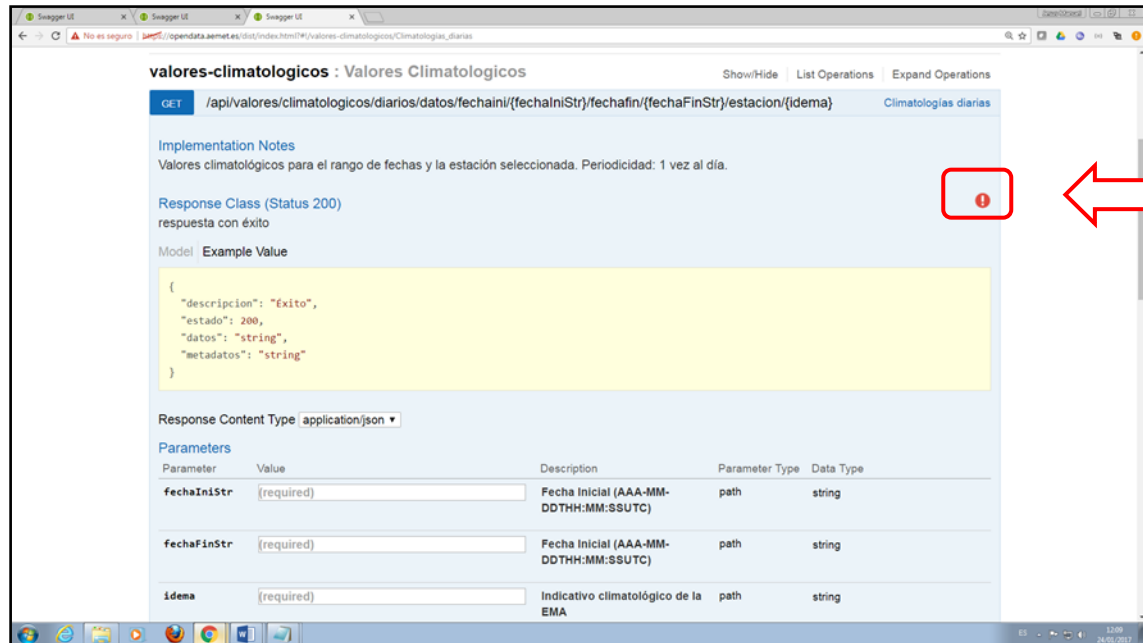 Swagger UI Swagger UI Swagger UI
No es seguro https://opendata.aemet.es/dist/index.html?#!/valores-climatologicos/Climatologias_diarias
valores-climatologicos : Valores Climatologicos Show/Hide List Operations Expand Operations
GET /api/valores/climatologicos/diarios/datos/fechaini/{fechaIniStr}/fechafin/{fechaFinStr}/estacion/{idema} Climatologías diarias
Implementation Notes
Valores climatológicos para el rango de fechas y la estación seleccionada. Periodicidad: 1 vez al día.
Response Class (Status 200)
respuesta con éxito
Model Example Value
{
"descripcion": "Éxito",
"estado": 200,
"datos": "string",
"metadatos": "string"
}
Response Content Type application/json
Parameters
Parameter Value Description Parameter Type Data Type
fechaIniStr (required) Fecha Inicial (AAA-MM- path string
DDTHH:MM:SSUTC)
fechaFinStr (required) Fecha Inicial (AAA-MM- path string
DDTHH:MM:SSUTC)
idema (required) Indicativo climatológico de la path string
EMA
ES 12:09
24/01/2017